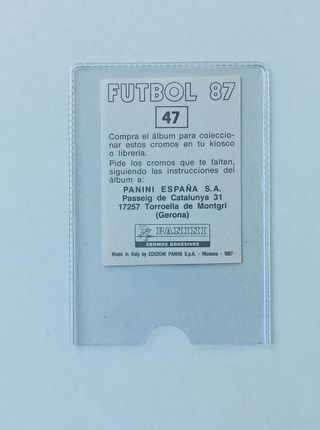 FUTBOL 87
47
Compra el álbum para coleccio-
nar estos cromos en tu kiosco
o librería.
Pide los cromos que te faltan,
siguiendo las instrucciones del
álbum a:
PANINI ESPAÑA S.A.
Passeig de Catalunya 31
17257 Torroella de Montgrí
(Gerona)
PANINI
CROMOS ADHESIVOS
Made in Italy by EDIZIONI PANINI S.p.A. - Modena - 1987